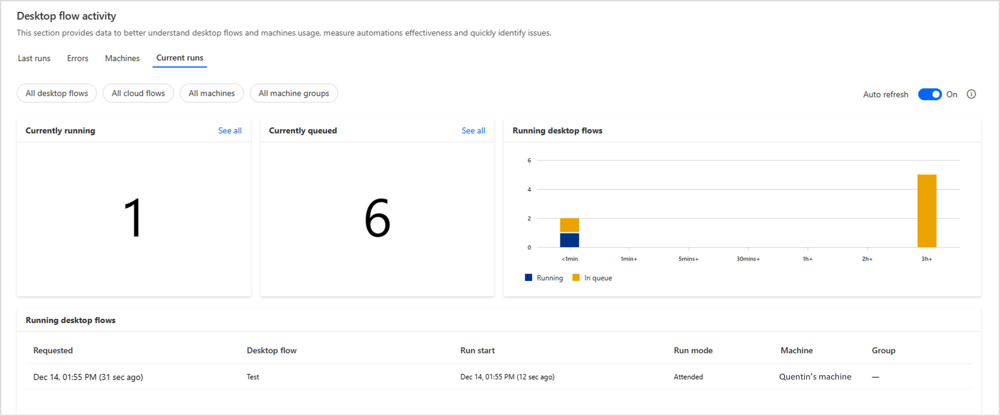 Desktop flow activity
This section provides data to better understand desktop flows and machines usage, measure automations effectiveness and quickly identify issues.
Last runs Errors Machines Current runs
All desktop flows All cloud flows All machines All machine groups Auto refresh On
Currently running See all
1
Currently queued See all
6
Running desktop flows
6
4
2
0
<1min 1min+ 5mins+ 30mins+ 1h+ 2h+ 3h+
Running In queue
Running desktop flows
Requested Desktop flow Run start Run mode Machine Group
Dec 14, 01:55 PM (31 sec ago) Test Dec 14, 01:55 PM (12 sec ago) Attended Quentin’s machine —